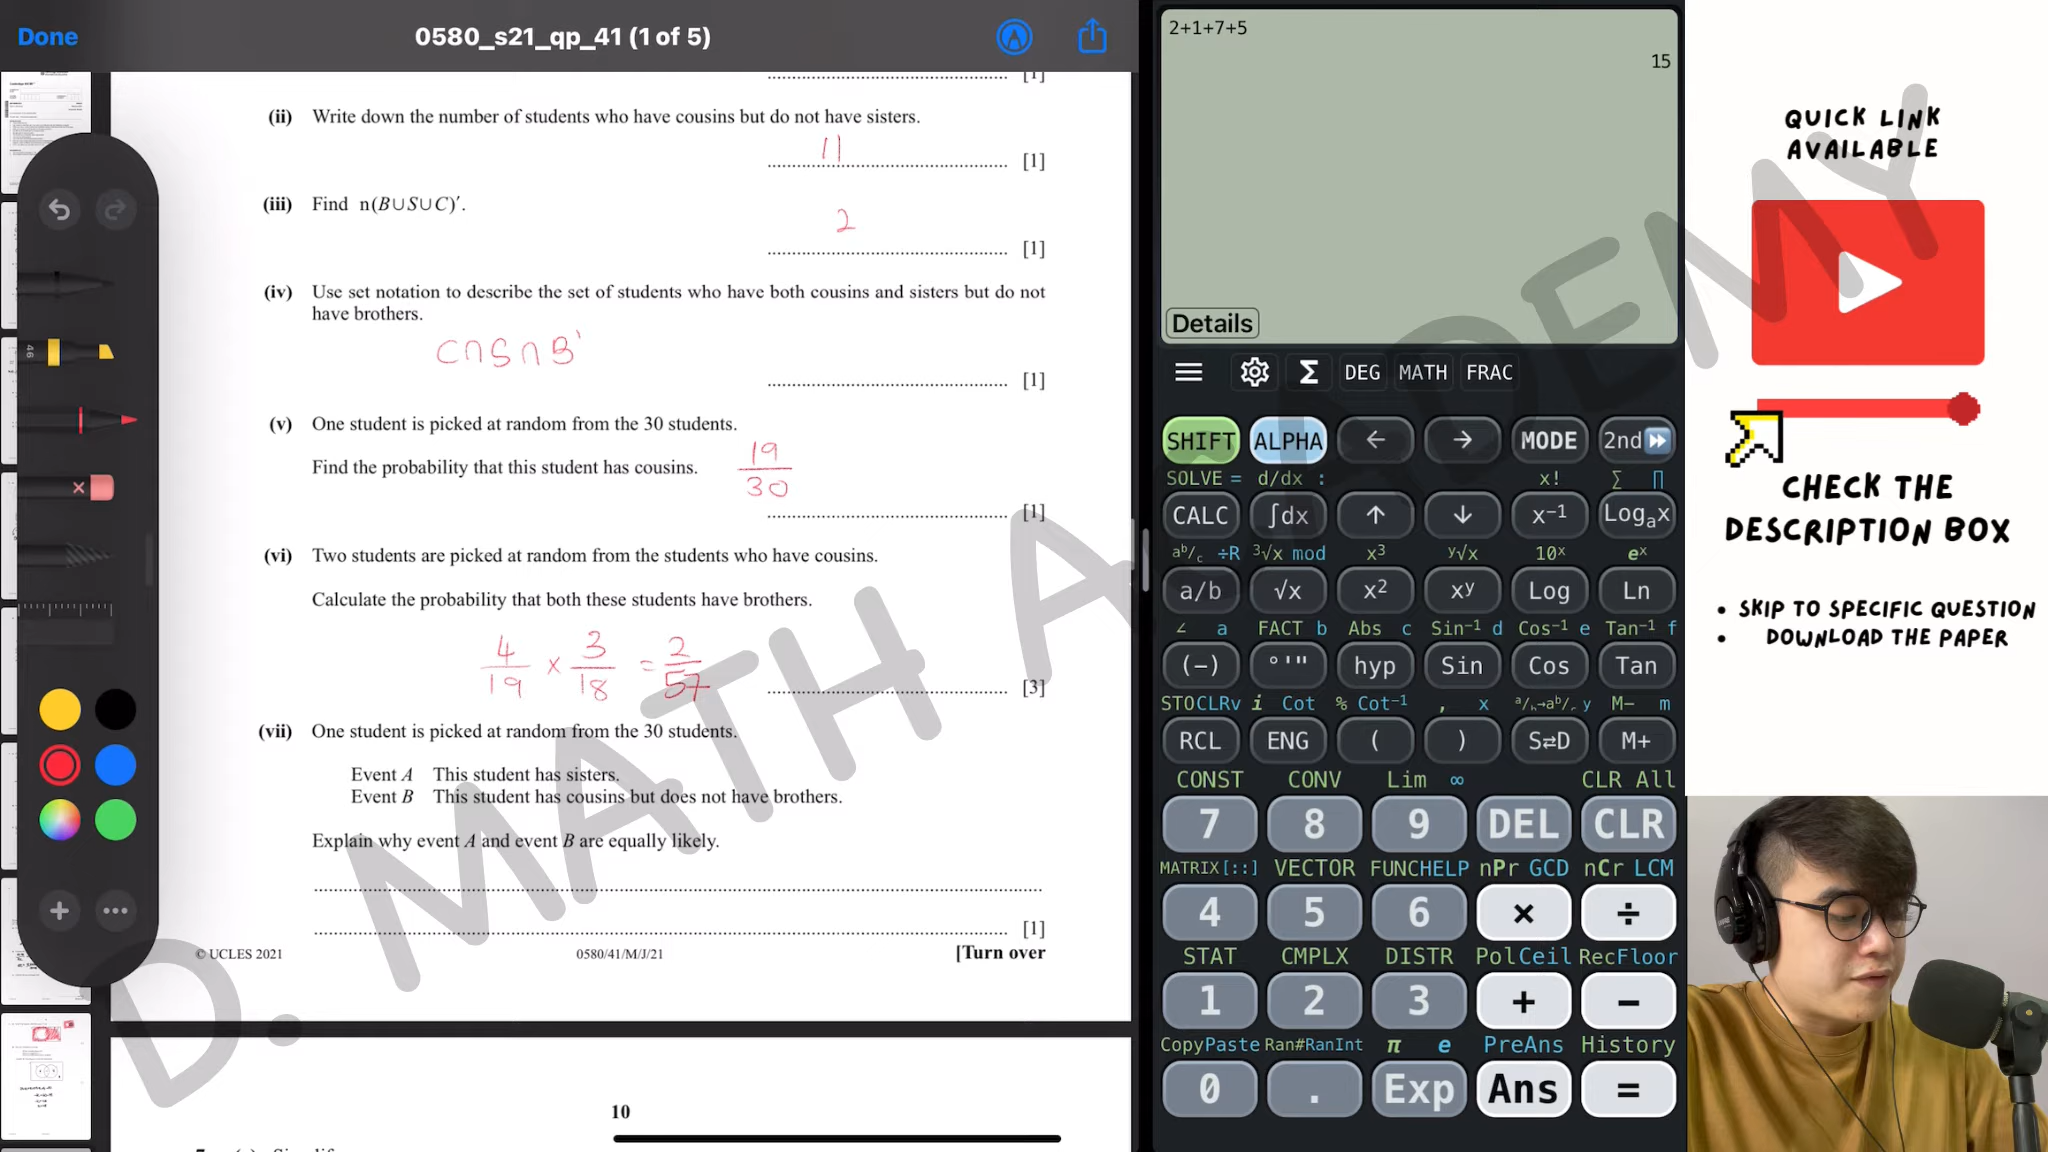 Done
0580_s21_qp_41 (1 of 5)
[1]
(ii) Write down the number of students who have cousins but do not have sisters.
11
[1]
(iii) Find n(B∪S∪C)′.
2
[1]
(iv) Use set notation to describe the set of students who have both cousins and sisters but do not
have brothers.
C∩S∩B'
[1]
(v) One student is picked at random from the 30 students.
Find the probability that this student has cousins.
19/30
[1]
(vi) Two students are picked at random from the students who have cousins.
Calculate the probability that both these students have brothers.
4/19 × 3/18 = 2/57
[3]
(vii) One student is picked at random from the 30 students.
Event A This student has sisters.
Event B This student has cousins but does not have brothers.
Explain why event A and event B are equally likely.
[1]
© UCLES 2021
0580/41/M/J/21
[Turn over
10
D. MATH ACADEMY
2+1+7+5
15
Details
Σ DEG MATH FRAC
SHIFT ALPHA ← → MODE 2nd
SOLVE = d/dx : x! ∑ ∏
CALC ∫dx ↑ ↓ x⁻¹ Logₐx
aᵇ/c ÷R ³√x mod x³ ʸ√x 10ˣ eˣ
a/b √x x² xʸ Log Ln
∠ a FACT b Abs c Sin⁻¹ d Cos⁻¹ e Tan⁻¹ f
(−) °'" hyp Sin Cos Tan
STO CLRv i Cot % Cot⁻¹ , x y M− m
RCL ENG ( ) S⇄D M+
CONST CONV Lim ∞ CLR All
7 8 9 DEL CLR
MATRIX[::] VECTOR FUNC HELP nPr GCD nCr LCM
4 5 6 × ÷
STAT CMPLX DISTR Pol Ceil Rec Floor
1 2 3 + −
Copy Paste Ran# RanInt π e PreAns History
0 . Exp Ans =
QUICK LINK
AVAILABLE
CHECK THE
DESCRIPTION BOX
• SKIP TO SPECIFIC QUESTION
• DOWNLOAD THE PAPER